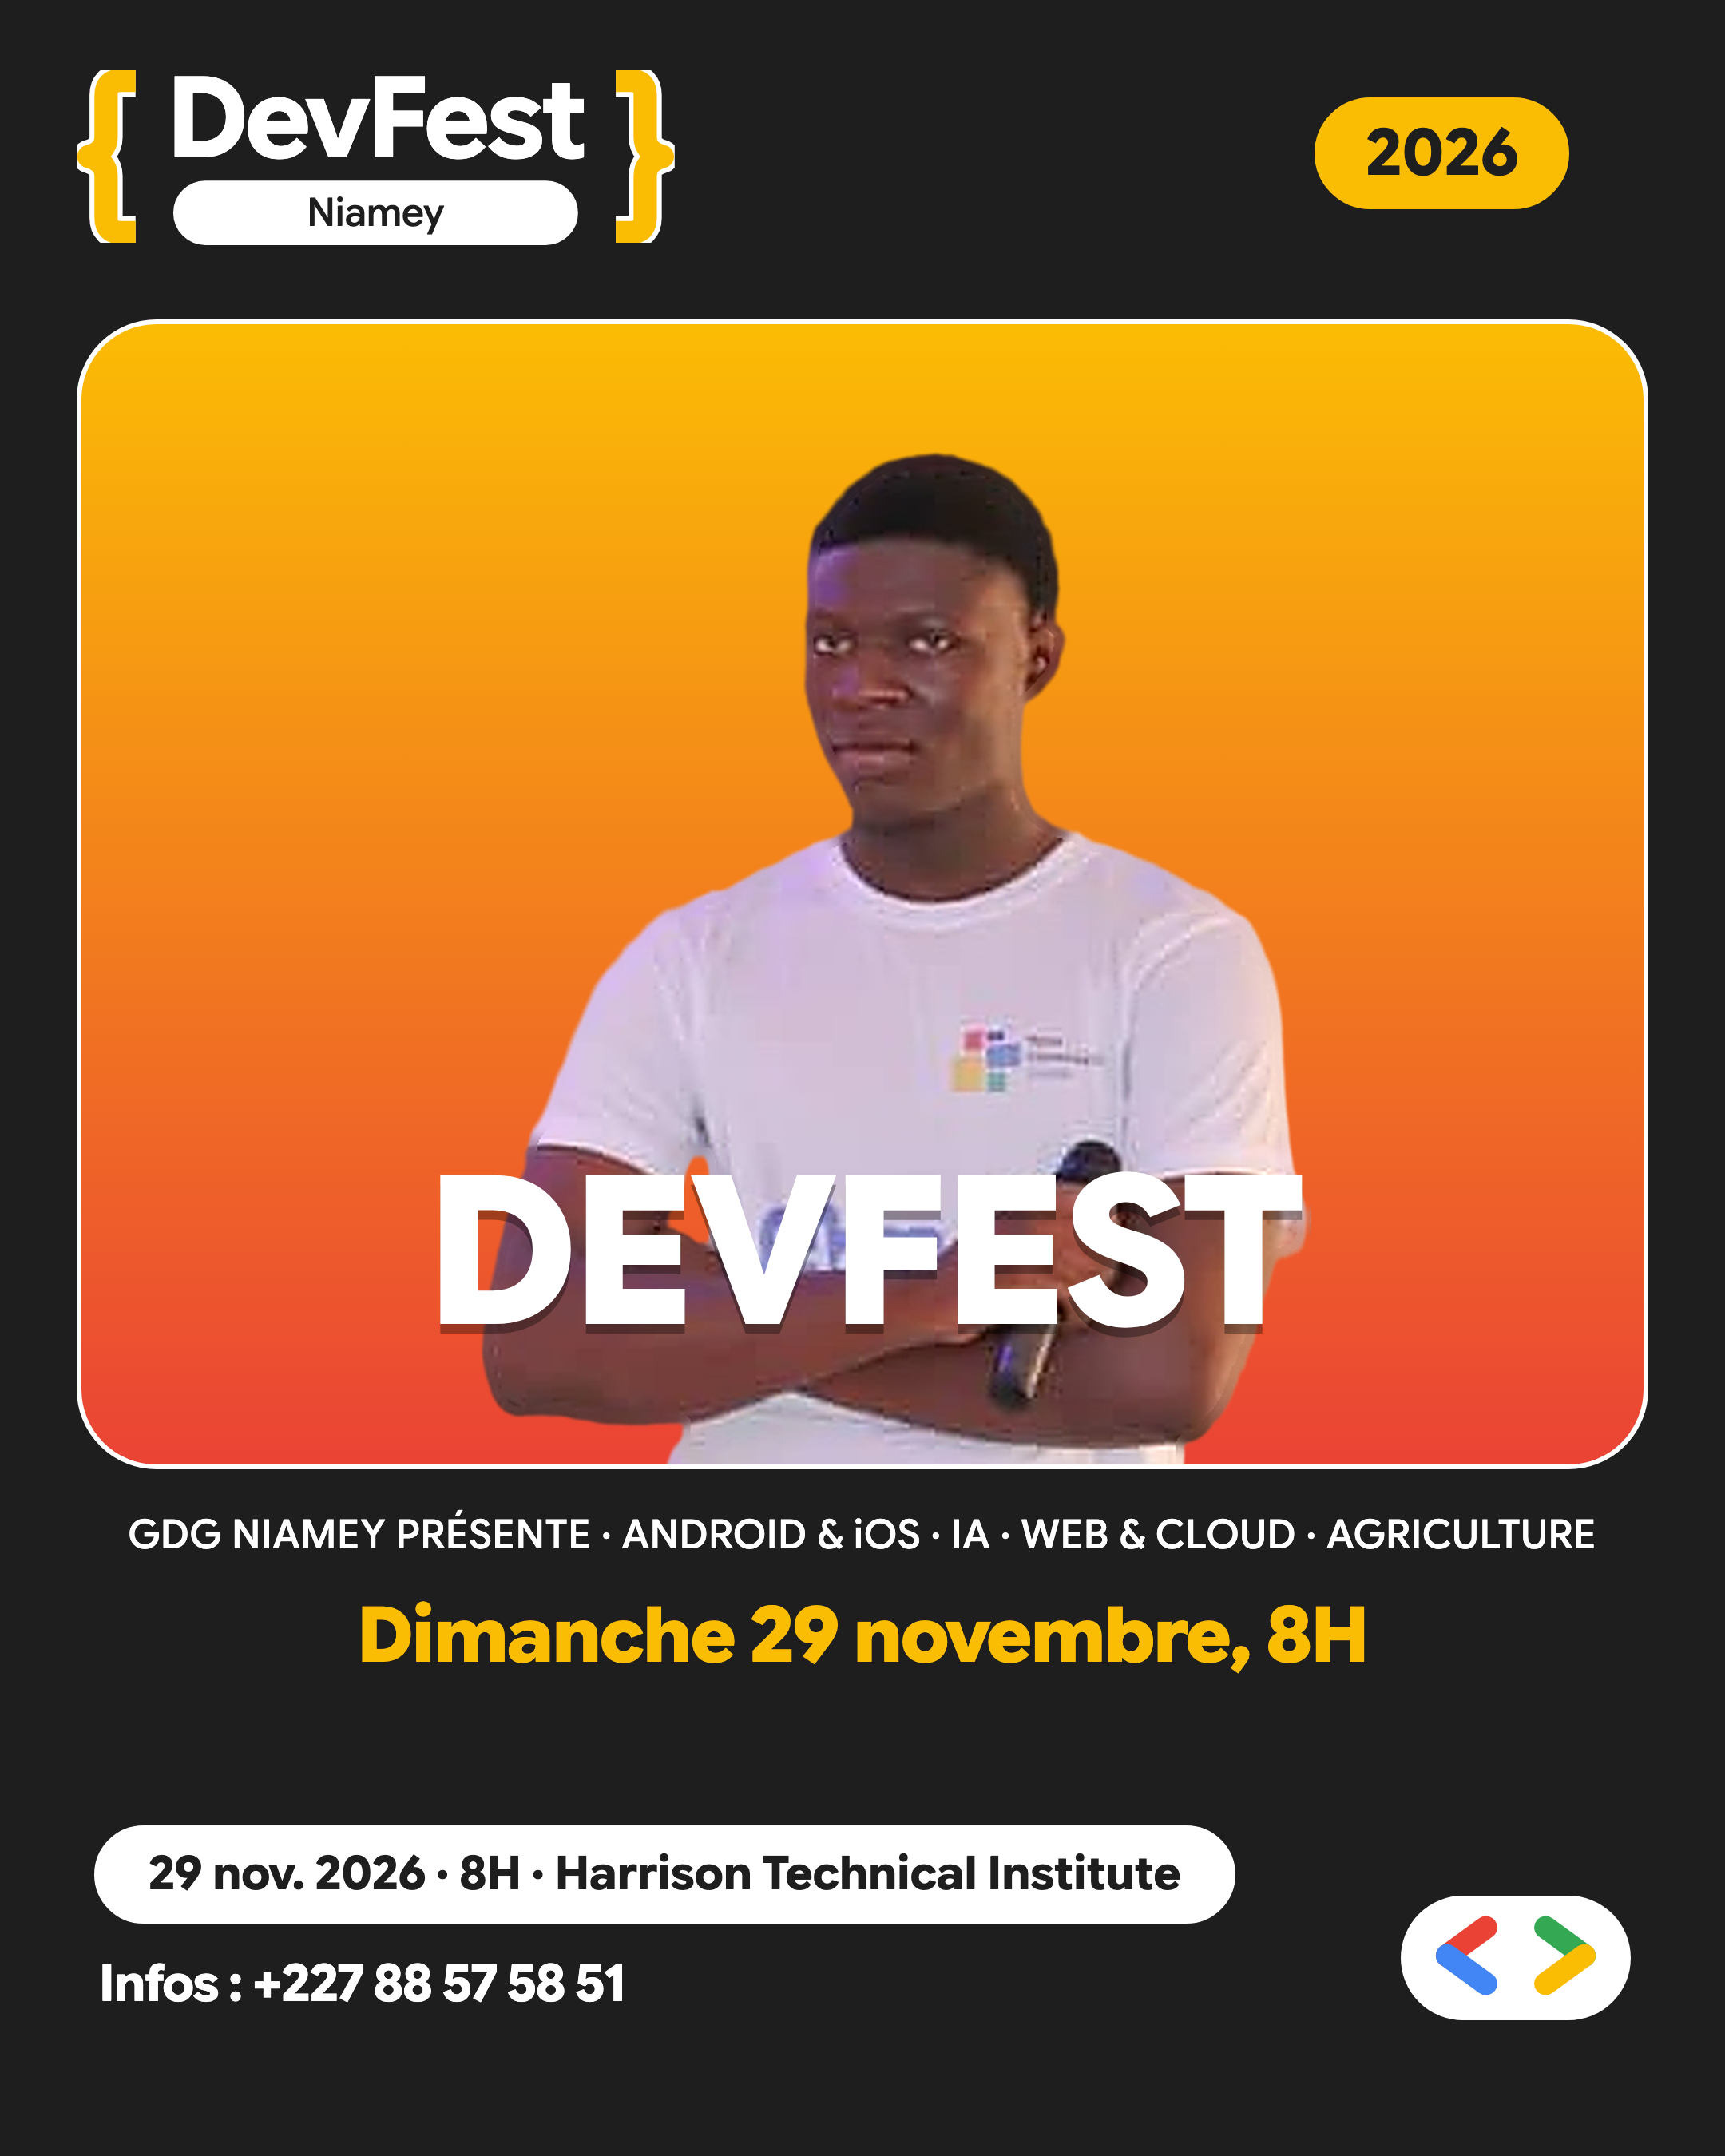 DevFest
Niamey
2026
DEVFEST
GDG NIAMEY PRÉSENTE · ANDROID & iOS · IA · WEB & CLOUD · AGRICULTURE
Dimanche 29 novembre, 8H
29 nov. 2026 · 8H · Harrison Technical Institute
Infos : +227 88 57 58 51